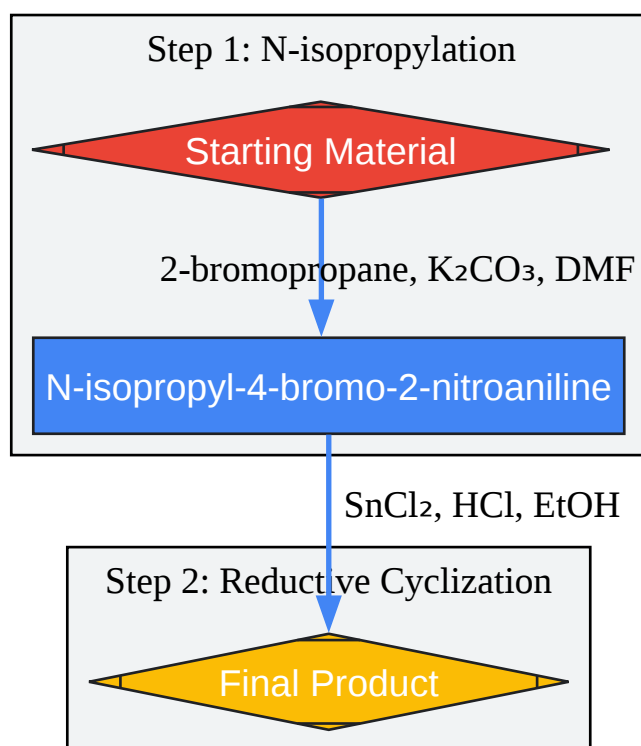 Step 1: N-isopropylation
Starting Material
2-bromopropane, K₂CO₃, DMF
N-isopropyl-4-bromo-2-nitroaniline
SnCl₂, HCl, EtOH
Step 2: Reductive Cyclization
Final Product